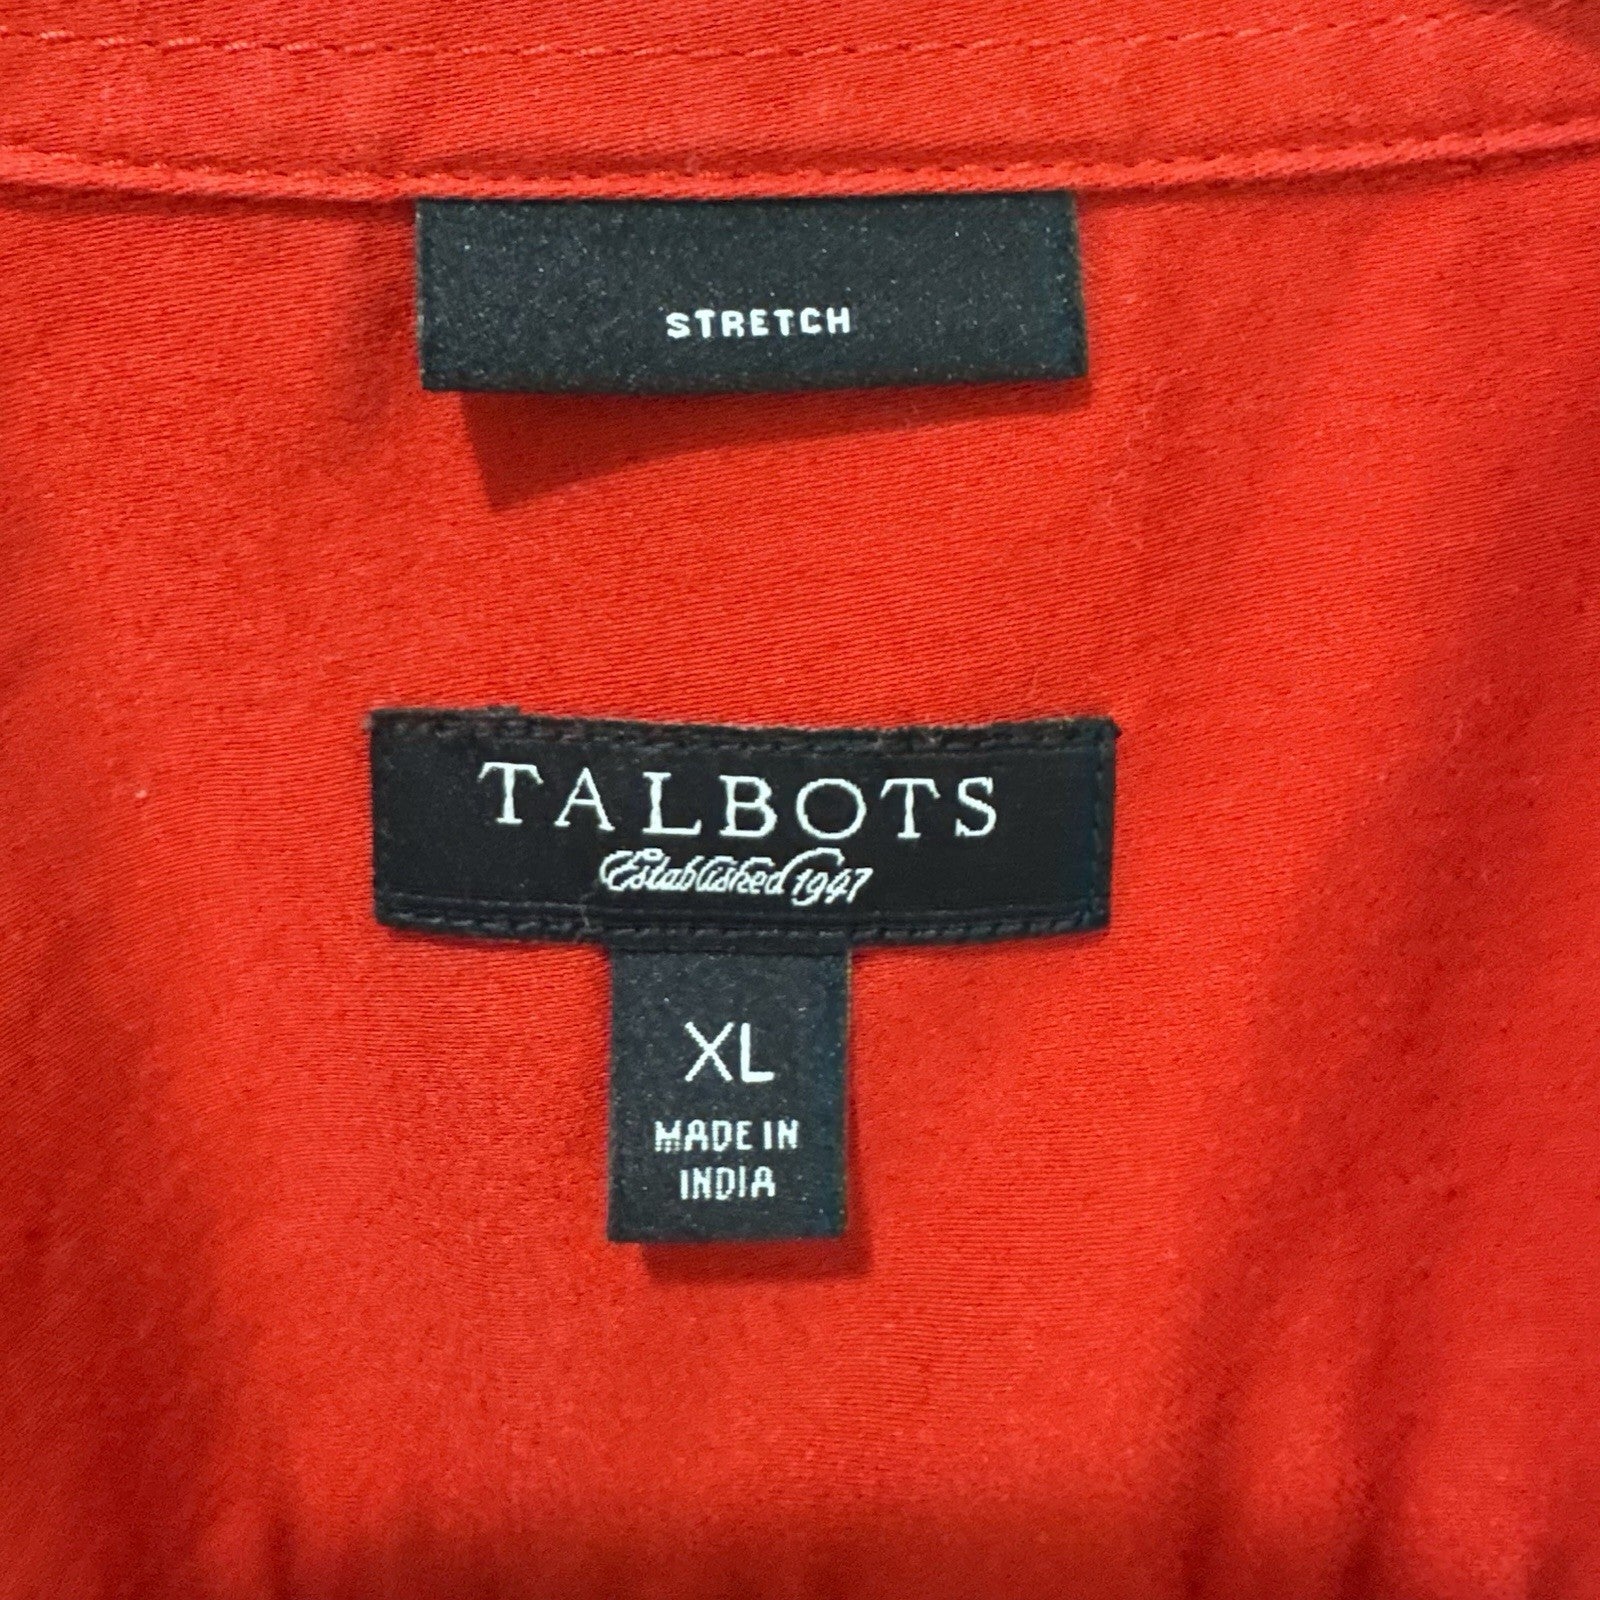 STRETCH
TALBOTS
Established 1947
XL
MADE IN
INDIA